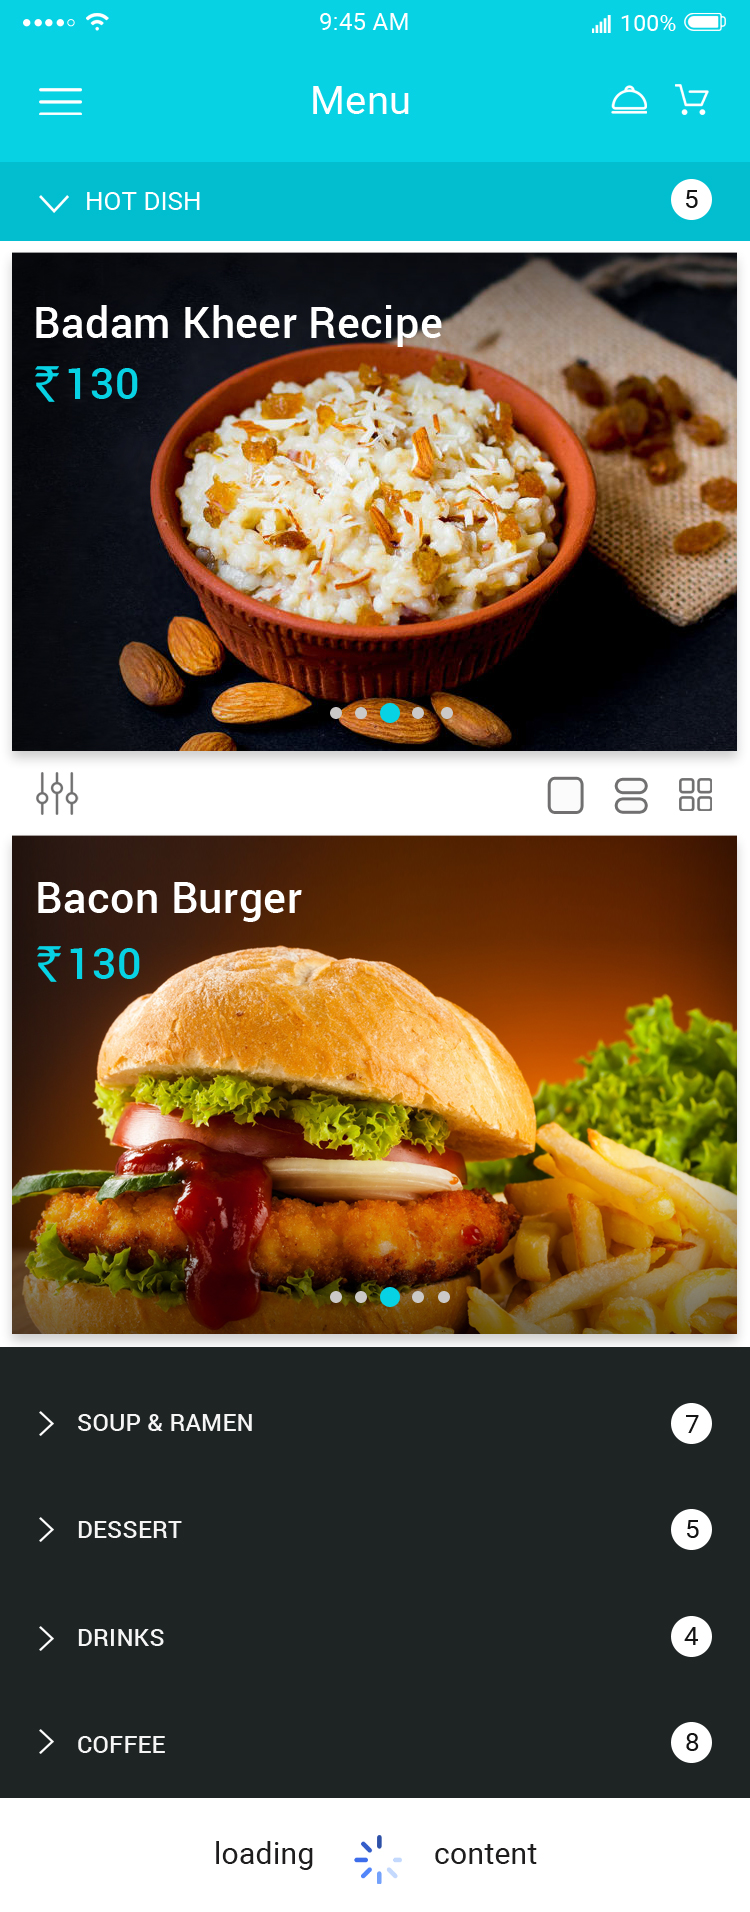 9:45 AM 100%
Menu
HOT DISH 5
Badam Kheer Recipe
₹130
Bacon Burger
₹130
SOUP & RAMEN 7
DESSERT 5
DRINKS 4
COFFEE 8
loading content